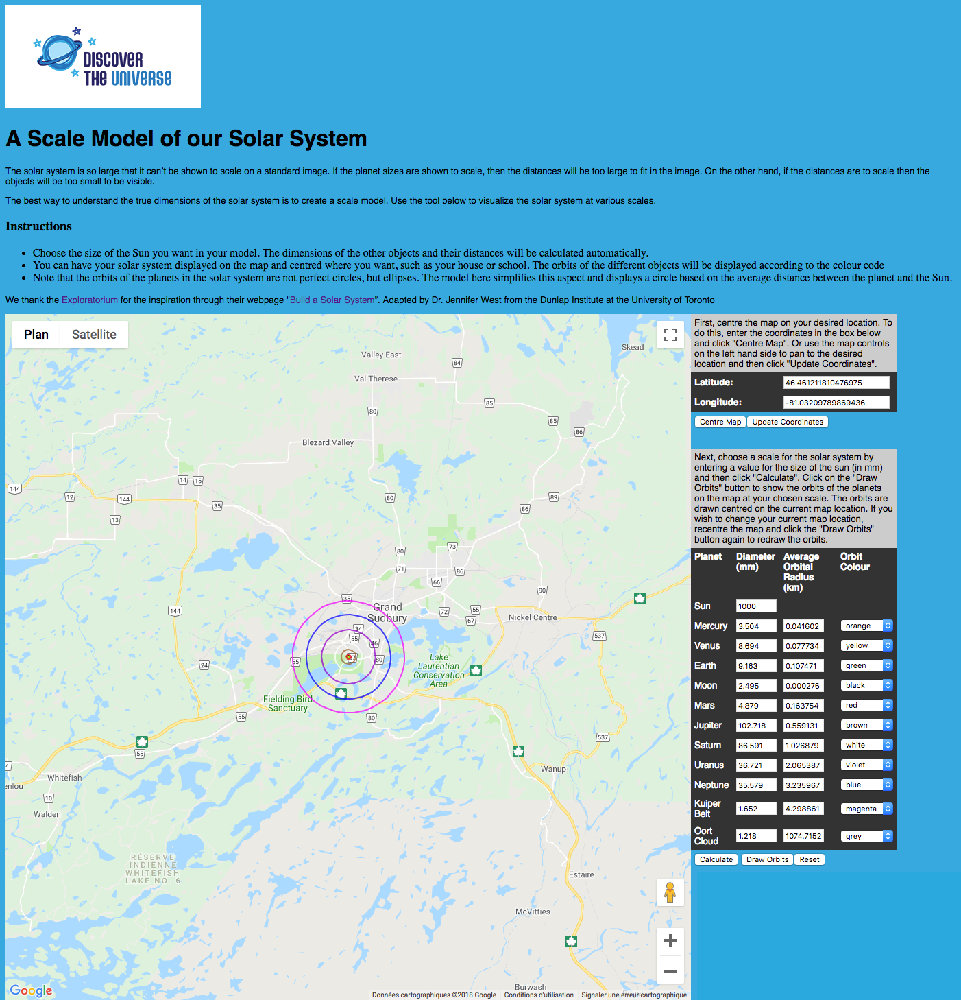 DISCOVER
THE UNIVERSE
A Scale Model of our Solar System
The solar system is so large that it can't be shown to scale on a standard image. If the planet sizes are shown to scale, then the distances will be too large to fit in the image. On the other hand, if the distances are to scale then the
objects will be too small to be visible.
The best way to understand the true dimensions of the solar system is to create a scale model. Use the tool below to visualize the solar system at various scales.
Instructions
• Choose the size of the Sun you want in your model. The dimensions of the other objects and their distances will be calculated automatically.
• You can have your solar system displayed on the map and centred where you want, such as your house or school. The orbits of the different objects will be displayed according to the colour code
• Note that the orbits of the planets in the solar system are not perfect circles, but ellipses. The model here simplifies this aspect and displays a circle based on the average distance between the planet and the Sun.
We thank the Exploratorium for the inspiration through their webpage "Build a Solar System". Adapted by Dr. Jennifer West from the Dunlap Institute at the University of Toronto
Plan Satellite
Skead
Valley East
84
Val Therese
85
80
85
86
Blezard Valley
14 15
144
12
144
35
80
89
86
13
80
73
71
86
66
90
35
144
Grand
Sudbury
72
55
67
Nickel Centre
34
55
46
537
55
37
80
24
Lake
Laurentian
Conservation
Area
Fielding Bird
Sanctuary
55
80
537
55
4
Whitefish
enlou
Wanup
10
Walden
RÉSERVE
INDIENNE
WHITEFISH
LAKE NO. 6
Estaire
McVitties
Burwash
Google
Données cartographiques ©2018 Google Conditions d'utilisation Signaler une erreur cartographique
First, centre the map on your desired location. To
do this, enter the coordinates in the box below
and click "Centre Map". Or use the map controls
on the left hand side to pan to the desired
location and then click "Update Coordinates".
Latitude: 46.461211810476975
Longitude: -81.03209789869436
Centre Map Update Coordinates
Next, choose a scale for the solar system by
entering a value for the size of the sun (in mm)
and then click "Calculate". Click on the "Draw
Orbits" button to show the orbits of the planets
on the map at your chosen scale. The orbits are
drawn centred on the current map location. If you
wish to change your current map location,
recentre the map and click the "Draw Orbits"
button again to redraw the orbits.
Planet Diameter Average Orbit
(mm) Orbital Colour
Radius
(km)
Sun 1000
Mercury 3.504 0.041602 orange
Venus 8.694 0.077734 yellow
Earth 9.163 0.107471 green
Moon 2.495 0.000276 black
Mars 4.879 0.163754 red
Jupiter 102.718 0.559131 brown
Saturn 86.591 1.026879 white
Uranus 36.721 2.065387 violet
Neptune 35.579 3.235967 blue
Kuiper
Belt 1.652 4.298861 magenta
Oort
Cloud 1.218 1074.7152 grey
Calculate Draw Orbits Reset